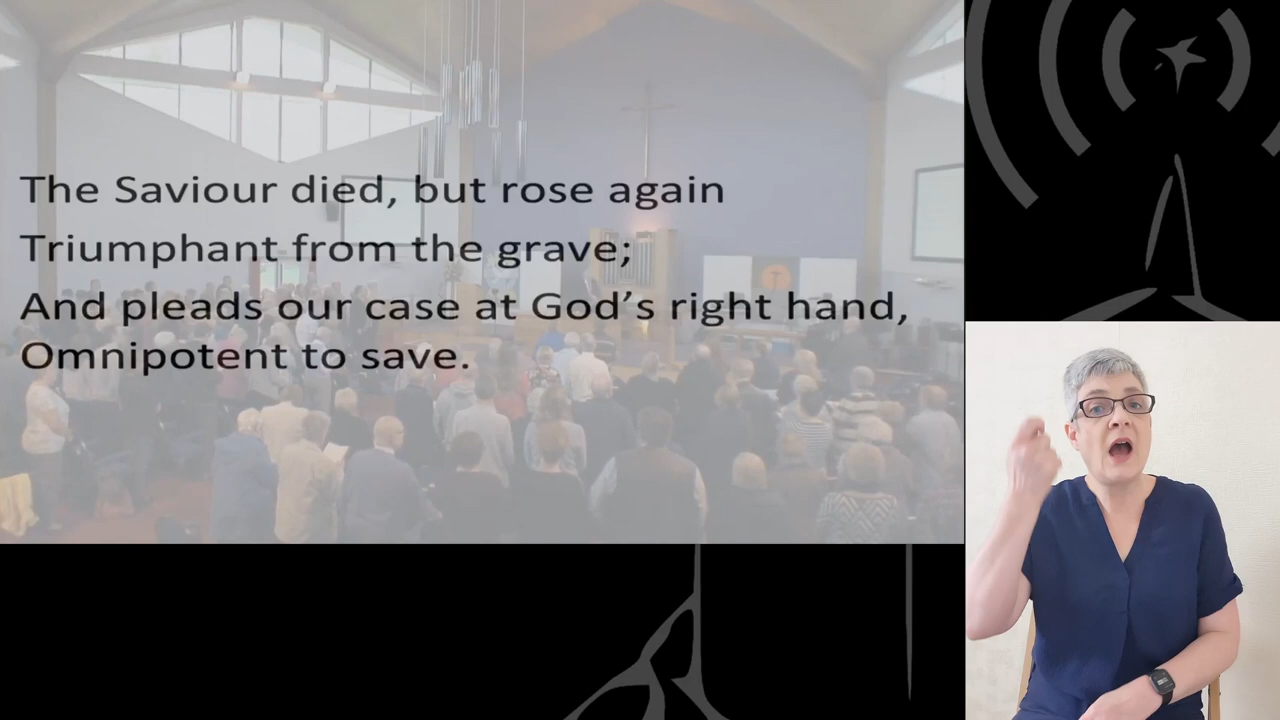 The Saviour died, but rose again
Triumphant from the grave;
And pleads our case at God’s right hand,
Omnipotent to save.